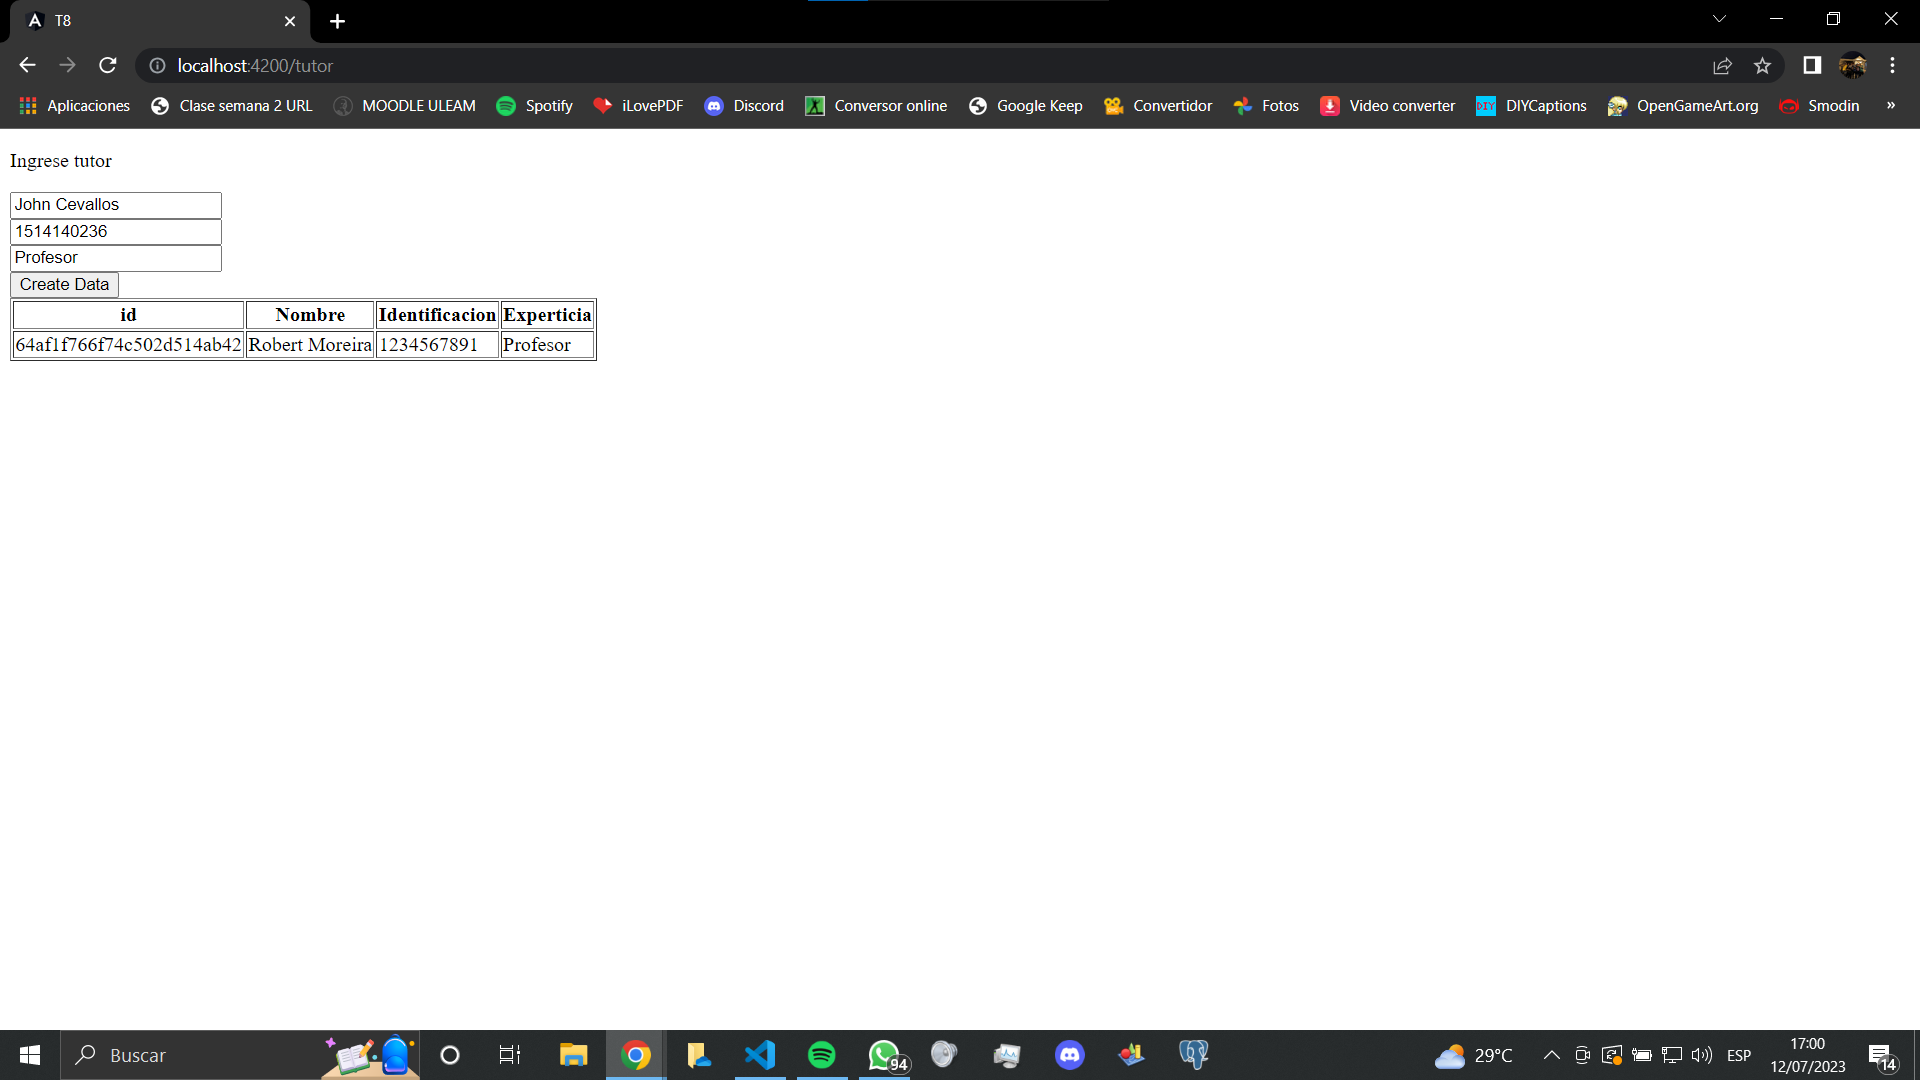 T8
localhost:4200/tutor
Aplicaciones Clase semana 2 URL MOODLE ULEAM Spotify iLovePDF Discord Conversor online Google Keep Convertidor Fotos Video converter DIY DIYCaptions OpenGameArt.org Smodin »
Ingrese tutor
John Cevallos
1514140236
Profesor
Create Data
id Nombre Identificacion Experticia
64af1f766f74c502d514ab42 Robert Moreira 1234567891 Profesor
Buscar 94 29°C ESP 17:00 14
12/07/2023